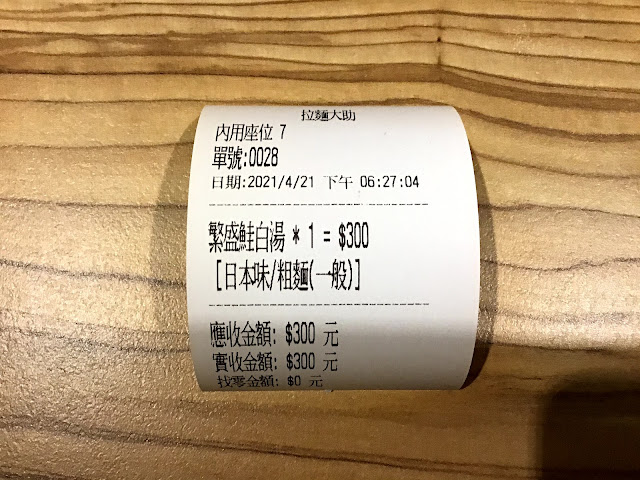 拉麵大助
內用座位 7
單號:0028
日期:2021/4/21 下午 06:27:04
繁盛鮭白湯 * 1 = $300
[日本味/粗麵(一般)]
應收金額: $300 元
實收金額: $300 元
找零金額: $0 元